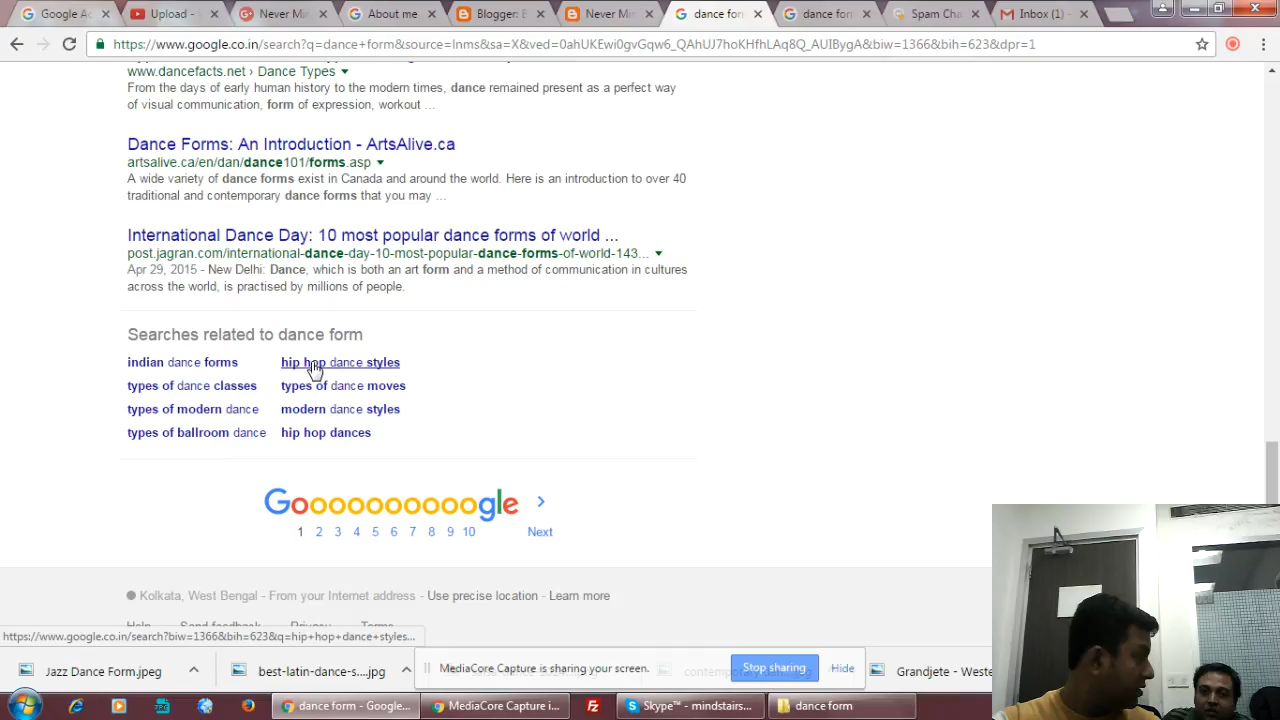 Google A
Upload -
Never Min
About me
Blogger: B
Never Min
dance for
dance for
Spam Cha
Inbox (1)
https://www.google.co.in/search?q=dance+form&source=lnms&sa=X&ved=0ahUKEwi0gvGqw6_QAhUJ7hoKHfhLAq8Q_AUIBygA&biw=1366&bih=623&dpr=1
www.dancefacts.net › Dance Types
From the days of early human history to the modern times, dance remained present as a perfect way
of visual communication, form of expression, workout ...
Dance Forms: An Introduction - ArtsAlive.ca
artsalive.ca/en/dan/dance101/forms.asp
A wide variety of dance forms exist in Canada and around the world. Here is an introduction to over 40
traditional and contemporary dance forms that you may ...
International Dance Day: 10 most popular dance forms of world ...
post.jagran.com/international-dance-day-10-most-popular-dance-forms-of-world-143...
Apr 29, 2015 - New Delhi: Dance, which is both an art form and a method of communication in cultures
across the world, is practised by millions of people.
Searches related to dance form
indian dance forms hip hop dance styles
types of dance classes types of dance moves
types of modern dance modern dance styles
types of ballroom dance hip hop dances
Goooooooooogle
1 2 3 4 5 6 7 8 9 10 Next
Kolkata, West Bengal - From your Internet address - Use precise location - Learn more
Help Send feedback Privacy Terms
https://www.google.co.in/search?biw=1366&bih=623&q=hip+hop+dance+styles...
Jazz Dance Form.jpeg
best-latin-dance-s....jpg
MediaCore Capture is sharing your screen.
Stop sharing
Hide
Grandjete - Wedne
dance form - Google...
MediaCore Capture i...
Skype™ - mindstairs...
dance form